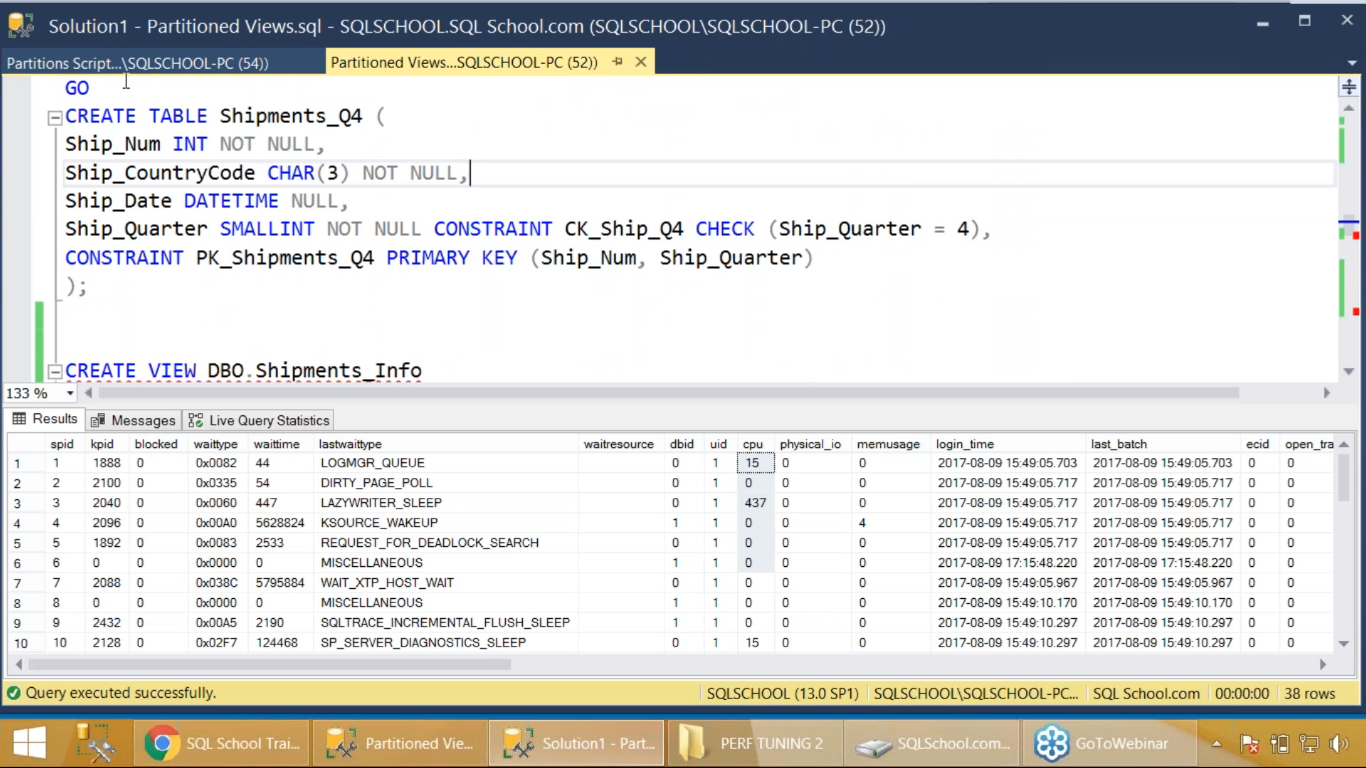 Solution1 - Partitioned Views.sql - SQLSCHOOL.SQL School.com (SQLSCHOOL\SQLSCHOOL-PC (52))
Partitions Script...\SQLSCHOOL-PC (54)) Partitioned Views...SQLSCHOOL-PC (52))
GO
CREATE TABLE Shipments_Q4 (
Ship_Num INT NOT NULL,
Ship_CountryCode CHAR(3) NOT NULL,
Ship_Date DATETIME NULL,
Ship_Quarter SMALLINT NOT NULL CONSTRAINT CK_Ship_Q4 CHECK (Ship_Quarter = 4),
CONSTRAINT PK_Shipments_Q4 PRIMARY KEY (Ship_Num, Ship_Quarter)
);
CREATE VIEW DBO.Shipments_Info
133 %
Results Messages Live Query Statistics
spid kpid blocked waittype waittime lastwaittype waitresource dbid uid cpu physical_io memusage login_time last_batch ecid open_tra
1 1 1888 0 0x0082 44 LOGMGR_QUEUE 0 1 15 0 0 2017-08-09 15:49:05.703 2017-08-09 15:49:05.703 0 0
2 2 2100 0 0x0335 54 DIRTY_PAGE_POLL 0 1 0 0 0 2017-08-09 15:49:05.717 2017-08-09 15:49:05.717 0 0
3 3 2040 0 0x0060 447 LAZYWRITER_SLEEP 0 1 437 0 0 2017-08-09 15:49:05.717 2017-08-09 15:49:05.717 0 0
4 4 2096 0 0x00A0 5628824 KSOURCE_WAKEUP 1 1 0 0 4 2017-08-09 15:49:05.717 2017-08-09 15:49:05.717 0 0
5 5 1892 0 0x0083 2533 REQUEST_FOR_DEADLOCK_SEARCH 0 1 0 0 0 2017-08-09 15:49:05.717 2017-08-09 15:49:05.717 0 0
6 6 0 0 0x0000 0 MISCELLANEOUS 1 1 0 0 0 2017-08-09 17:15:48.220 2017-08-09 17:15:48.220 0 0
7 7 2088 0 0x038C 5795884 WAIT_XTP_HOST_WAIT 0 1 0 0 0 2017-08-09 15:49:05.967 2017-08-09 15:49:05.967 0 0
8 8 0 0 0x0000 0 MISCELLANEOUS 1 1 0 0 0 2017-08-09 15:49:10.170 2017-08-09 15:49:10.170 0 0
9 9 2432 0 0x00A5 2190 SQLTRACE_INCREMENTAL_FLUSH_SLEEP 1 1 0 0 0 2017-08-09 15:49:10.297 2017-08-09 15:49:10.297 0 0
10 10 2128 0 0x02F7 124468 SP_SERVER_DIAGNOSTICS_SLEEP 0 1 15 0 0 2017-08-09 15:49:10.297 2017-08-09 15:49:10.297 0 0
Query executed successfully. SQLSCHOOL (13.0 SP1) SQLSCHOOL\SQLSCHOOL-PC... SQL School.com 00:00:00 38 rows
SQL School Trai... Partitioned Vie... Solution1 - Part... PERF TUNING 2 SQLSchool.com... GoToWebinar